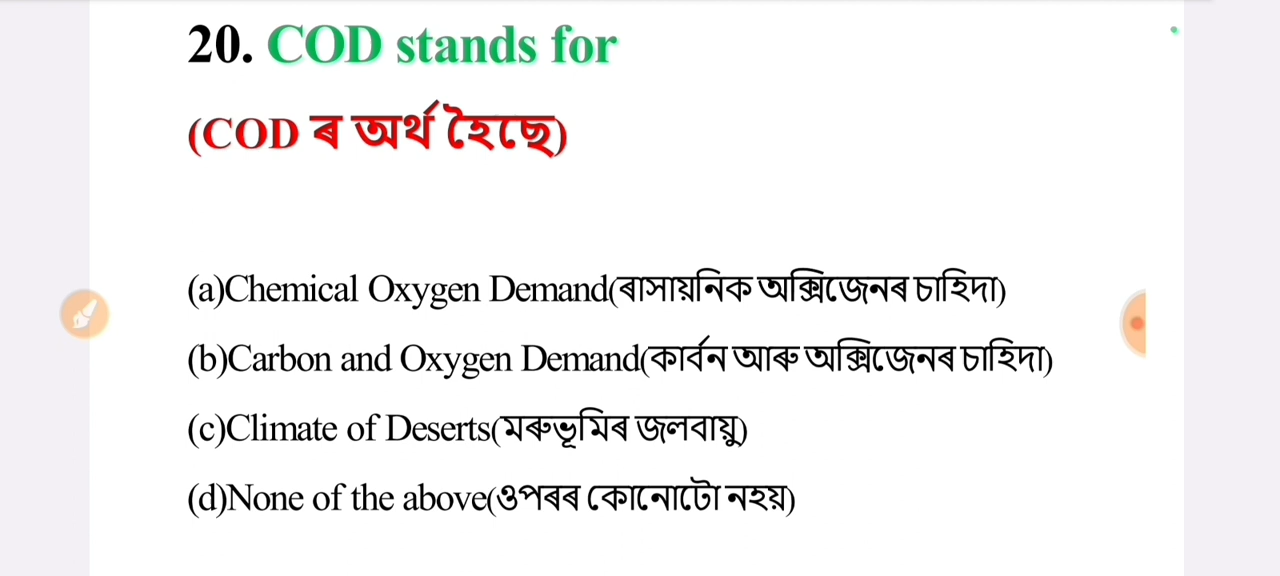 20. COD stands for
(COD ৰ অৰ্থ হৈছে)
(a)Chemical Oxygen Demand(ৰাসায়নিক অক্সিজেনৰ চাহিদা)
(b)Carbon and Oxygen Demand(কাৰ্বন আৰু অক্সিজেনৰ চাহিদা)
(c)Climate of Deserts(মৰুভূমিৰ জলবায়ু)
(d)None of the above(ওপৰৰ কোনোটো নহয়)